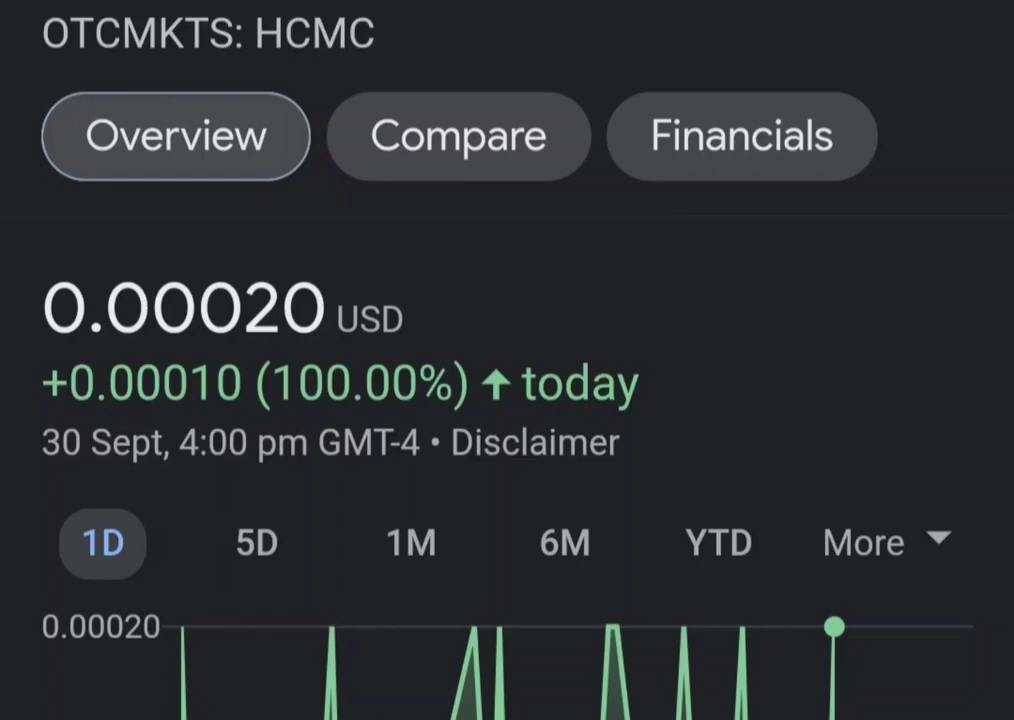 OTCMKTS: HCMC
Overview Compare Financials
0.00020 USD
+0.00010 (100.00%) ↑ today
30 Sept, 4:00 pm GMT-4 • Disclaimer
1D 5D 1M 6M YTD More
0.00020